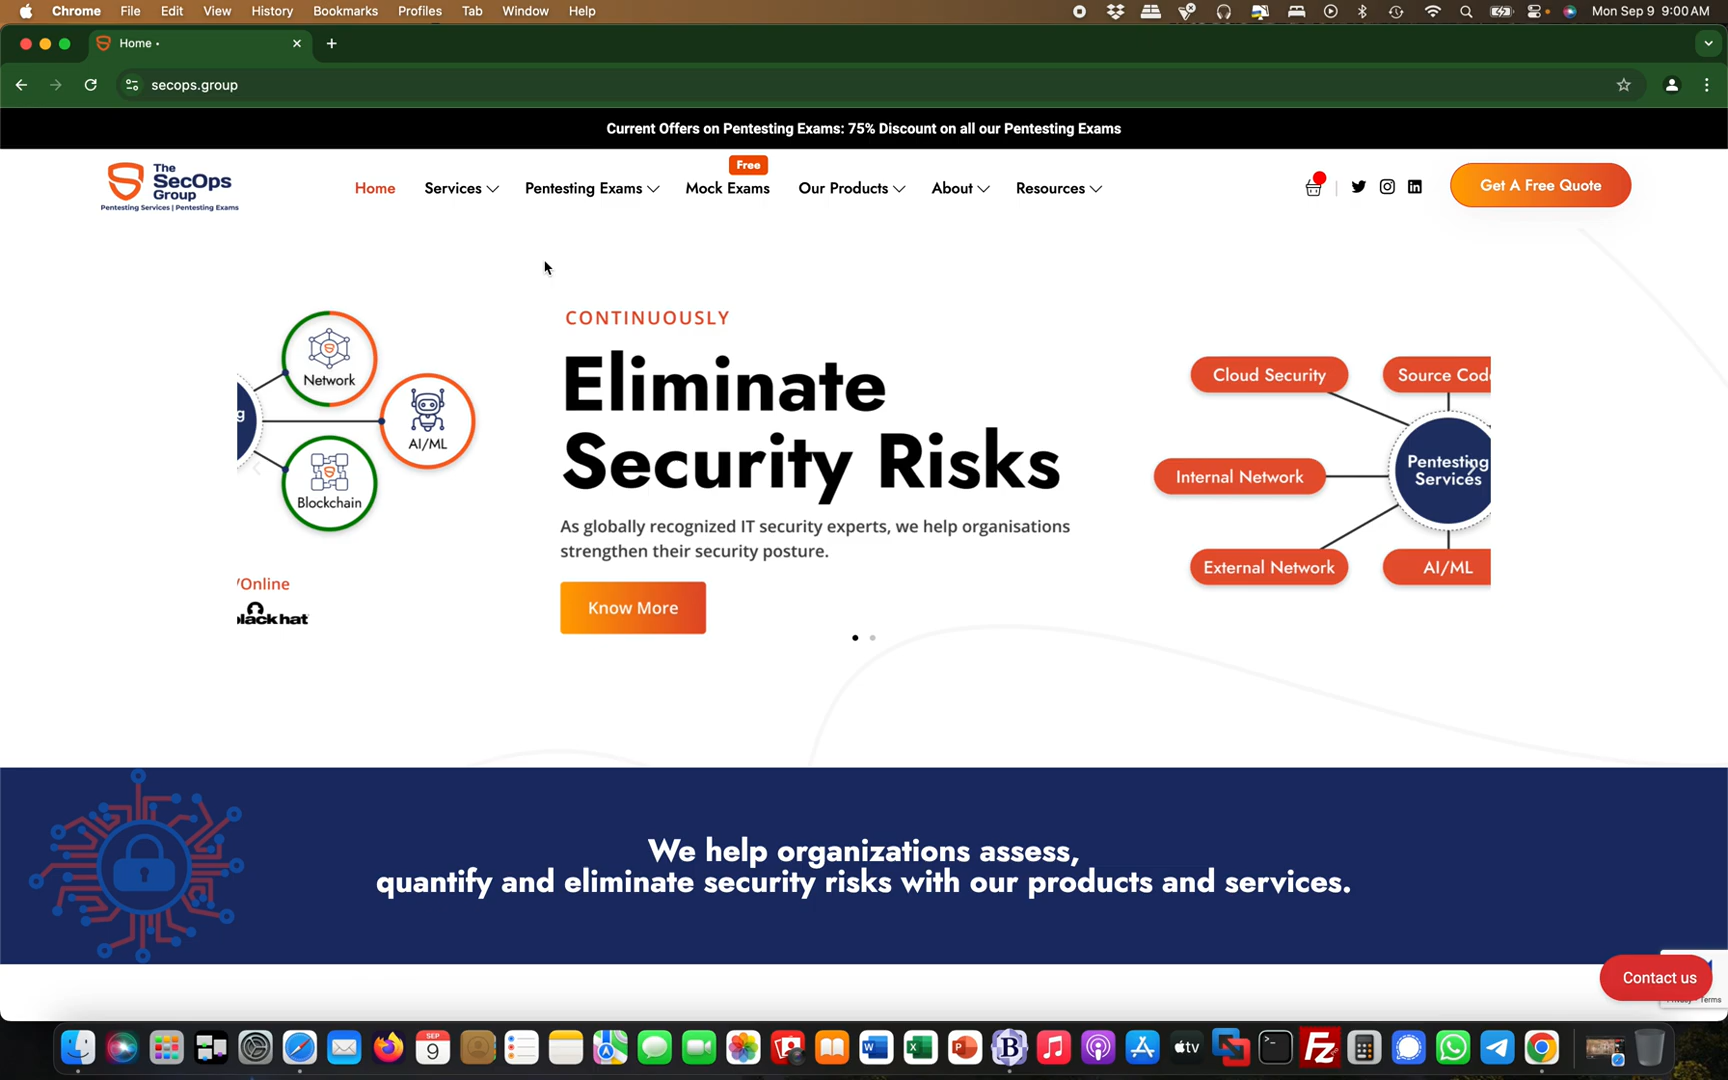 Chrome File Edit View History Bookmarks Profiles Tab Window Help Mon Sep 9 9:00 AM
Home •
secops.group
Current Offers on Pentesting Exams: 75% Discount on all our Pentesting Exams
The
SecOps
Group
Pentesting Services | Pentesting Exams
Home Services Pentesting Exams Free Mock Exams Our Products About Resources Get A Free Quote
CONTINUOUSLY
Eliminate
Security Risks
As globally recognized IT security experts, we help organisations
strengthen their security posture.
Know More
Network
g
AI/ML
Blockchain
/Online
black hat
Cloud Security
Source Code
Internal Network
Pentesting
Services
External Network
AI/ML
We help organizations assess,
quantify and eliminate security risks with our products and services.
Contact us
Terms
SEP
9
tv